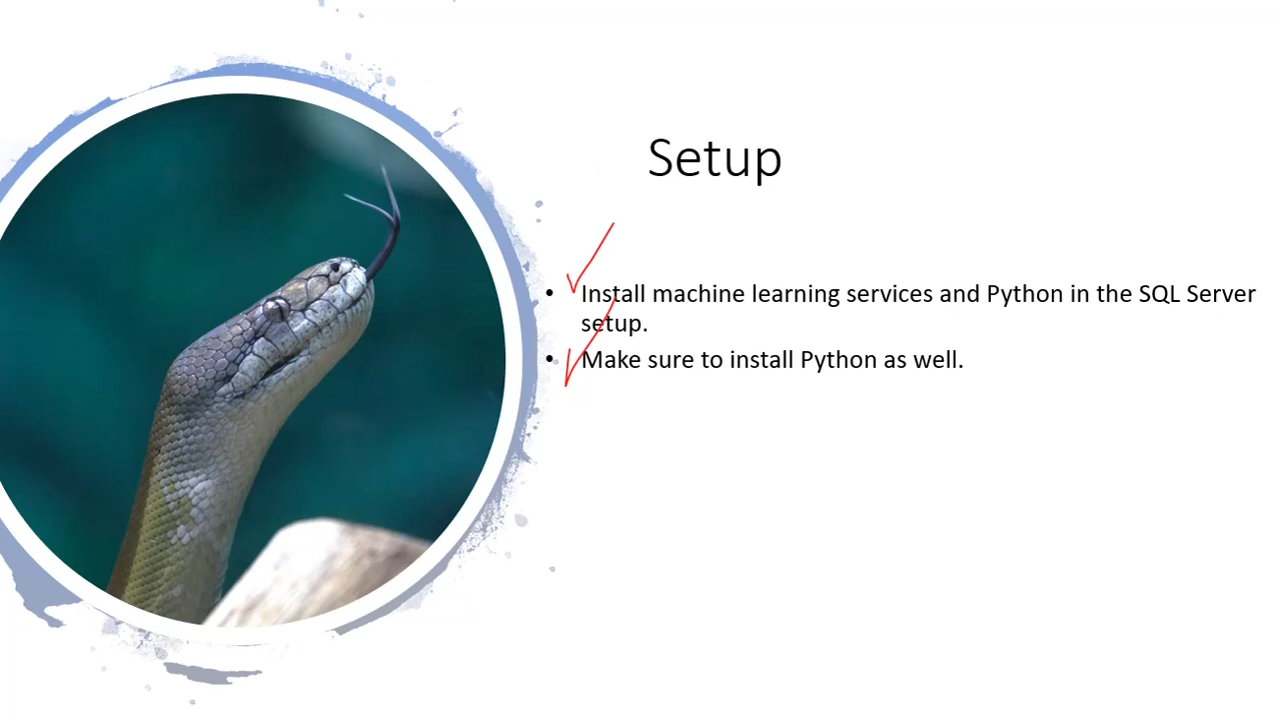 Setup
• Install machine learning services and Python in the SQL Server
setup.
• Make sure to install Python as well.